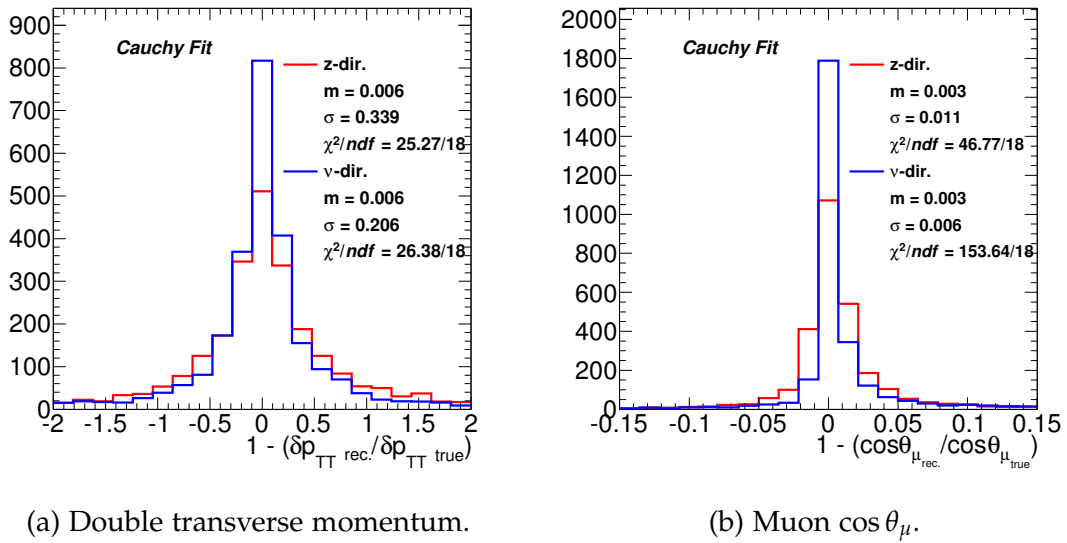 900
800
700
600
500
400
300
200
100
0
-2 -1.5 -1 -0.5 0 0.5 1 1.5 2
1 - (δp_TT rec./δp_TT true)
Cauchy Fit
z-dir.
m = 0.006
σ = 0.339
χ²/ndf = 25.27/18
ν-dir.
m = 0.006
σ = 0.206
χ²/ndf = 26.38/18
(a) Double transverse momentum.
2000
1800
1600
1400
1200
1000
800
600
400
200
0
-0.15 -0.1 -0.05 0 0.05 0.1 0.15
1 - (cosθ_μ_rec./cosθ_μ_true)
Cauchy Fit
z-dir.
m = 0.003
σ = 0.011
χ²/ndf = 46.77/18
ν-dir.
m = 0.003
σ = 0.006
χ²/ndf = 153.64/18
(b) Muon cos θ_μ.